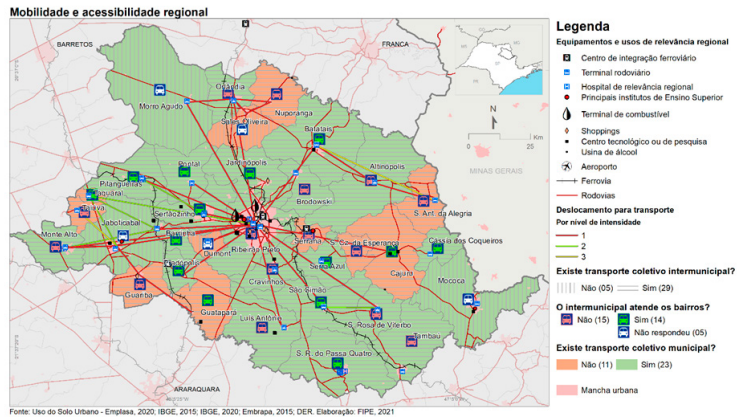 Mobilidade e acessibilidade regional
BARRETOS
FRANCA
Orlândia
Morro Agudo
Nuporanga
Sales Oliveira
Batatais
Pontal
Jardinópolis
Altinópolis
Pitangueiras
Taquaral
Brodowski
Taiúva
Sertãozinho
S. Ant. da Alegria
Jaboticabal
Monte Alto
Barrinha
Serrana
S. Cz. da Esperança
Cássia dos Coqueiros
Dumont
Ribeirão Preto
Pradópolis
Serra Azul
Cajuru
Cravinhos
Guariba
Mococa
São Simão
Guatapará
Luís Antônio
S. Rosa de Viterbo
Tambaú
S. R. do Passa Quatro
ARARAQUARA
MINAS GERAIS
N
0
25
Km
Legenda
Equipamentos e usos de relevância regional
Centro de integração ferroviário
Terminal rodoviário
Hospital de relevância regional
Principais institutos de Ensino Superior
Terminal de combustível
Shoppings
Centro tecnológico ou de pesquisa
Usina de álcool
Aeroporto
Ferrovia
Rodovias
Deslocamento para transporte
Por nível de intensidade
1
2
3
Existe transporte coletivo intermunicipal?
Não (05) Sim (29)
O intermunicipal atende os bairros?
Não (15) Sim (14)
Não respondeu (05)
Existe transporte coletivo municipal?
Não (11) Sim (23)
Mancha urbana
Fonte: Uso do Solo Urbano - Emplasa, 2020; IBGE, 2015; IBGE, 2020; Embrapa, 2015; DER. Elaboração: FIPE, 2021